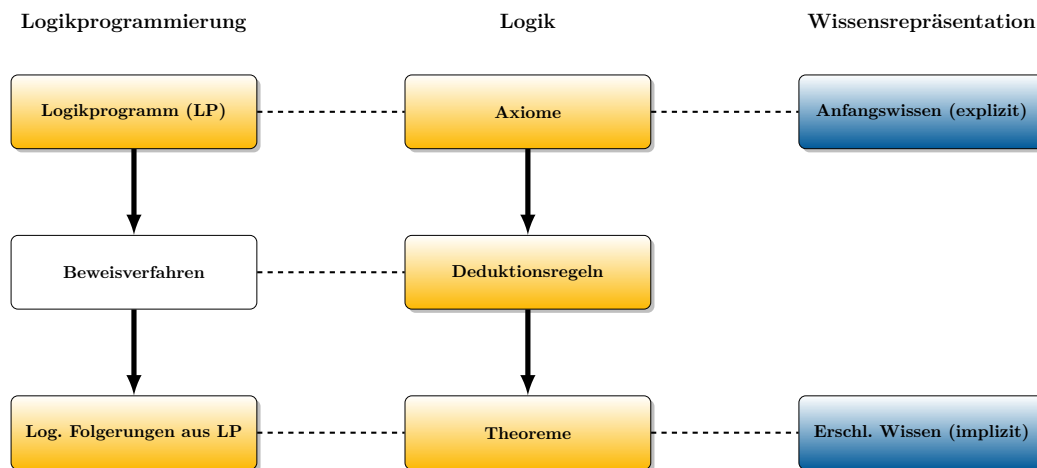 Logikprogrammierung Logik Wissensrepräsentation
Logikprogramm (LP) Axiome Anfangswissen (explizit)
Beweisverfahren Deduktionsregeln
Log. Folgerungen aus LP Theoreme Erschl. Wissen (implizit)